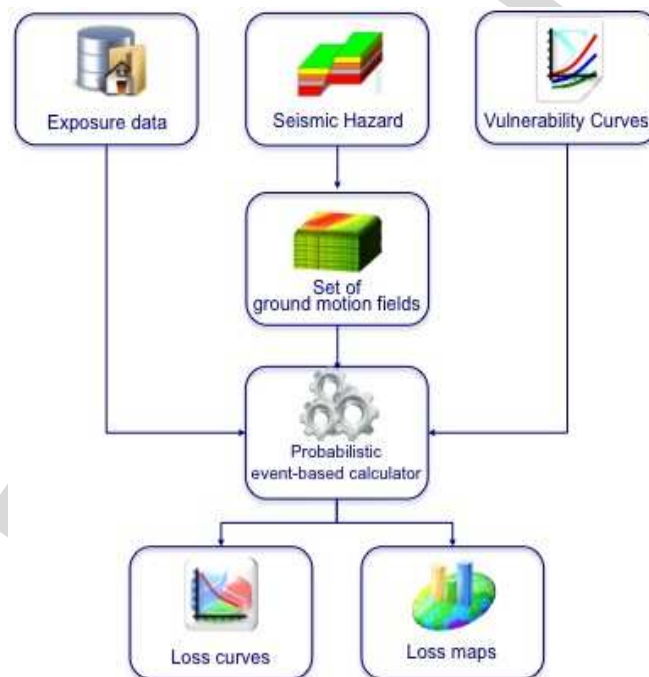 Exposure data
Seismic Hazard
Vulnerability Curves
Set of
ground motion fields
Probabilistic
event-based calculator
Loss curves
Loss maps